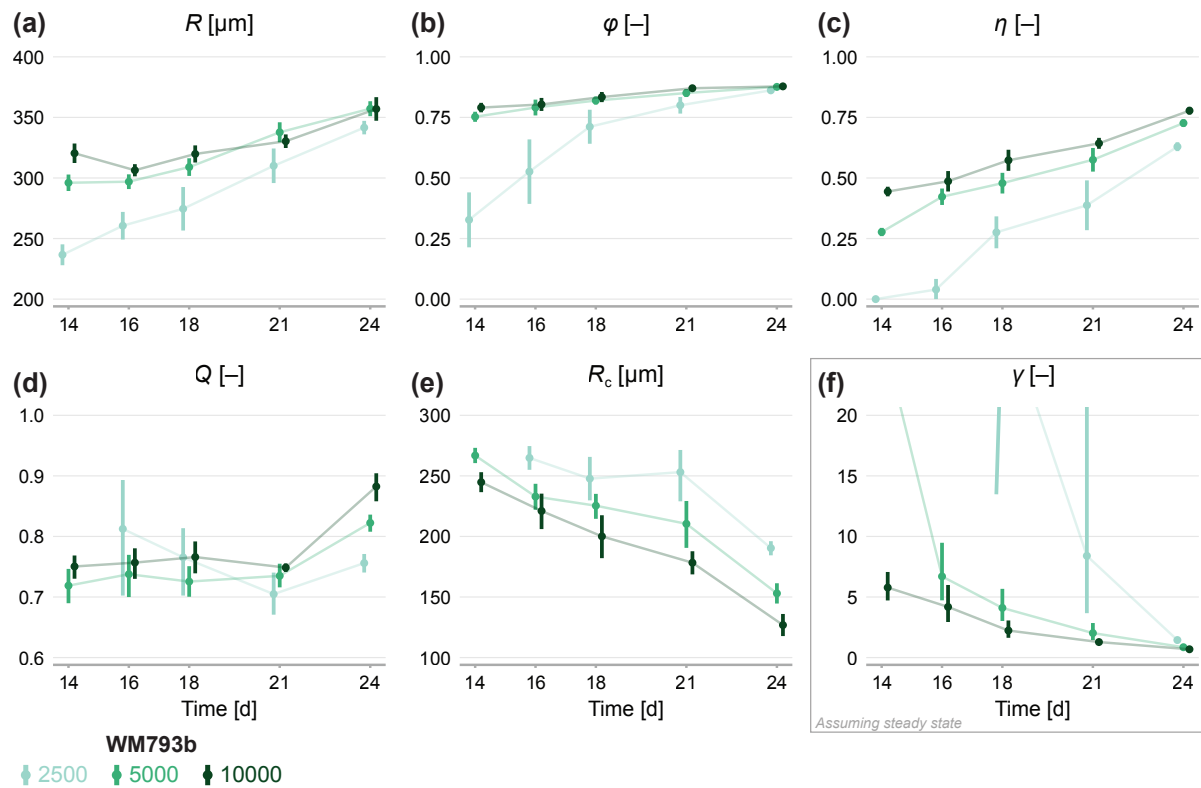 (a) R [µm]
400
350
300
250
200
14 16 18 21 24
(b) φ [–]
1.00
0.75
0.50
0.25
0.00
14 16 18 21 24
(c) η [–]
1.00
0.75
0.50
0.25
0.00
14 16 18 21 24
(d) Q [–]
1.0
0.9
0.8
0.7
0.6
14 16 18 21 24
Time [d]
(e) Rc [µm]
300
250
200
150
100
14 16 18 21 24
Time [d]
(f) γ [–]
20
15
10
5
0
14 16 18 21 24
Time [d]
Assuming steady state
WM793b
2500 5000 10000